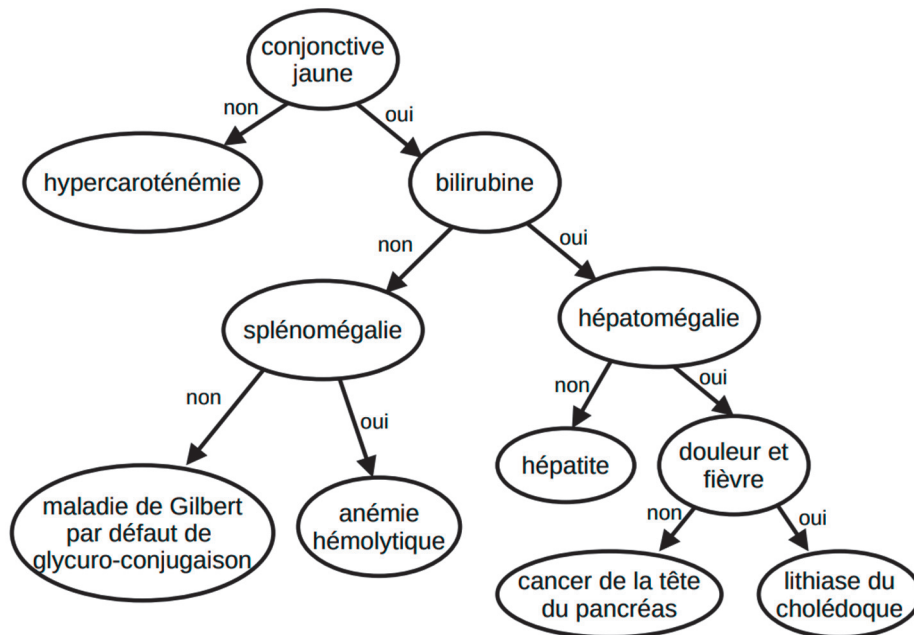 conjonctive
jaune
non
oui
hypercaroténémie
bilirubine
non
oui
splénomégalie
hépatomégalie
non
oui
non
oui
maladie de Gilbert
par défaut de
glycuro-conjugaison
anémie
hémolytique
hépatite
douleur et
fièvre
non
oui
cancer de la tête
du pancréas
lithiase du
cholédoque